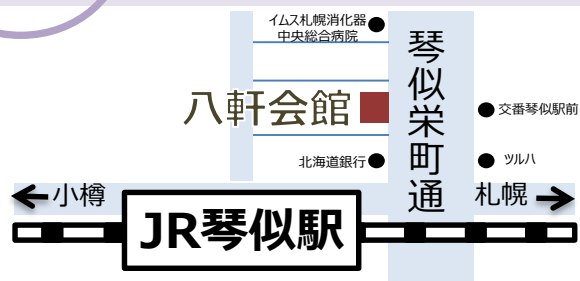 イムス札幌消化器
中央総合病院
琴似栄町通
八軒会館
交番琴似駅前
北海道銀行
ツルハ
小樽
札幌
JR琴似駅